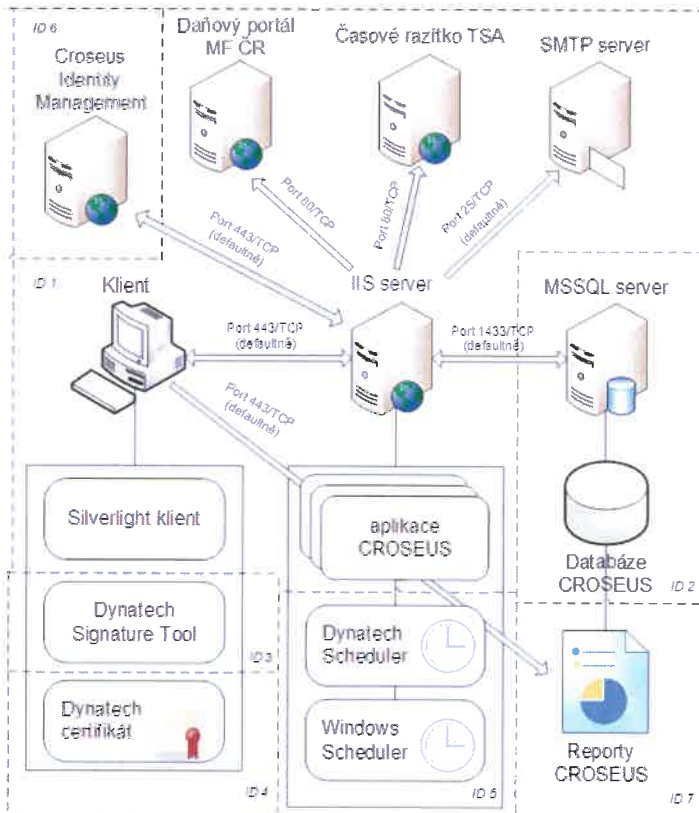 ID 6
Croseus
Identity
Management
Daňový portál
MF ČR
Časové razítko TSA
SMTP server
Port 443/TCP
(defaultně)
Port 80/TCP
Port 80/TCP
Port 25/TCP
(defaultně)
ID 1
Klient
IIS server
MSSQL server
Port 443/TCP
(defaultně)
Port 1433/TCP
(defaultně)
Port 443/TCP
(defaultně)
Silverlight klient
aplikace
CROSEUS
Databáze
CROSEUS
ID 2
Dynatech
Signature Tool
ID 3
Dynatech
Scheduler
Dynatech
certifikát
ID 4
Windows
Scheduler
ID 5
Reporty
CROSEUS
ID 7